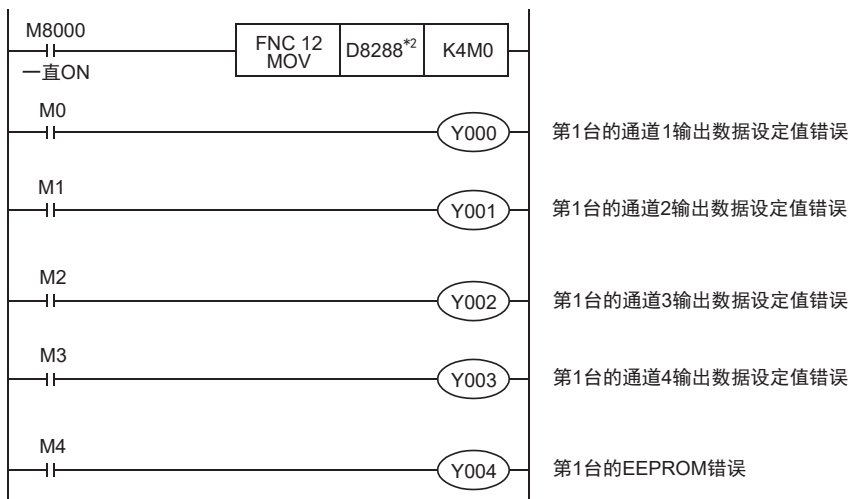 M8000
一直ON
FNC 12
MOV
D8288*2
K4M0
M0
Y000
第1台的通道1输出数据设定值错误
M1
Y001
第1台的通道2输出数据设定值错误
M2
Y002
第1台的通道3输出数据设定值错误
M3
Y003
第1台的通道4输出数据设定值错误
M4
Y004
第1台的EEPROM错误